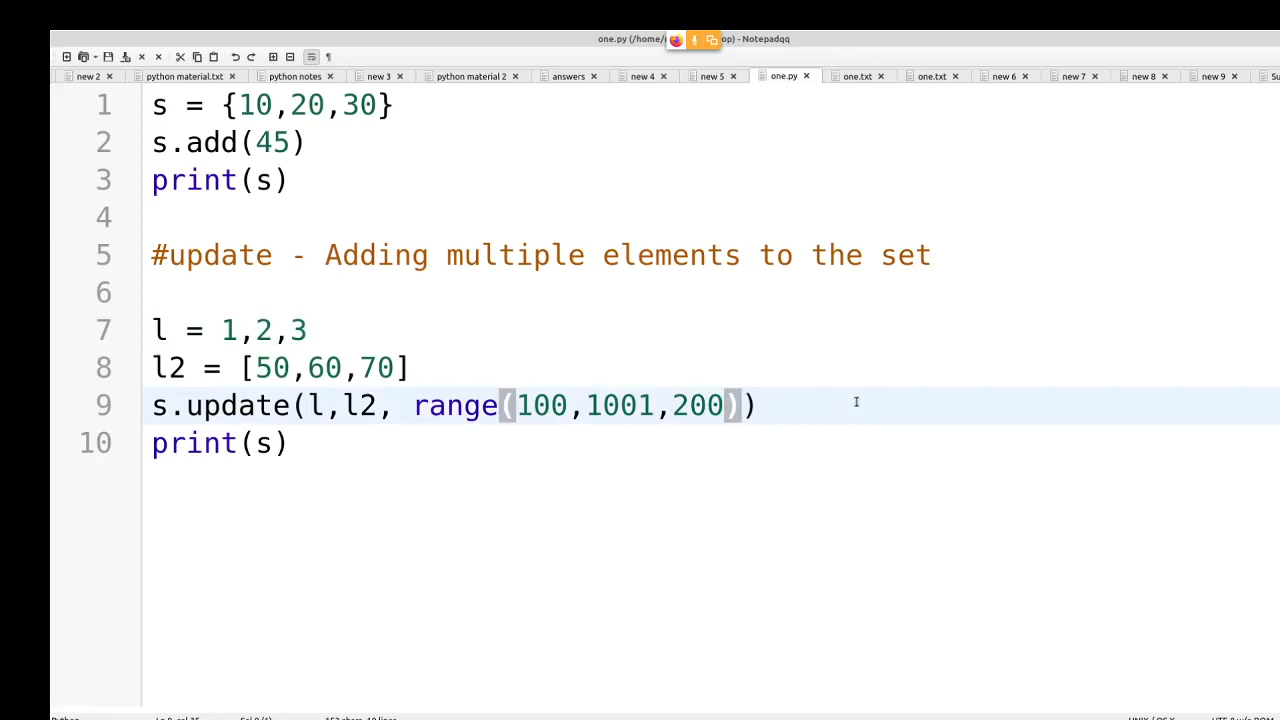 one.py (/home/ op) - Notepadqq
new 2 python material.txt python notes new 3 python material 2 answers new 4 new 5 one.py one.txt one.txt new 6 new 7 new 8 new 9
1 s = {10,20,30}
2 s.add(45)
3 print(s)
4
5 #update - Adding multiple elements to the set
6
7 l = 1,2,3
8 l2 = [50,60,70]
9 s.update(l,l2, range(100,1001,200))
10 print(s)